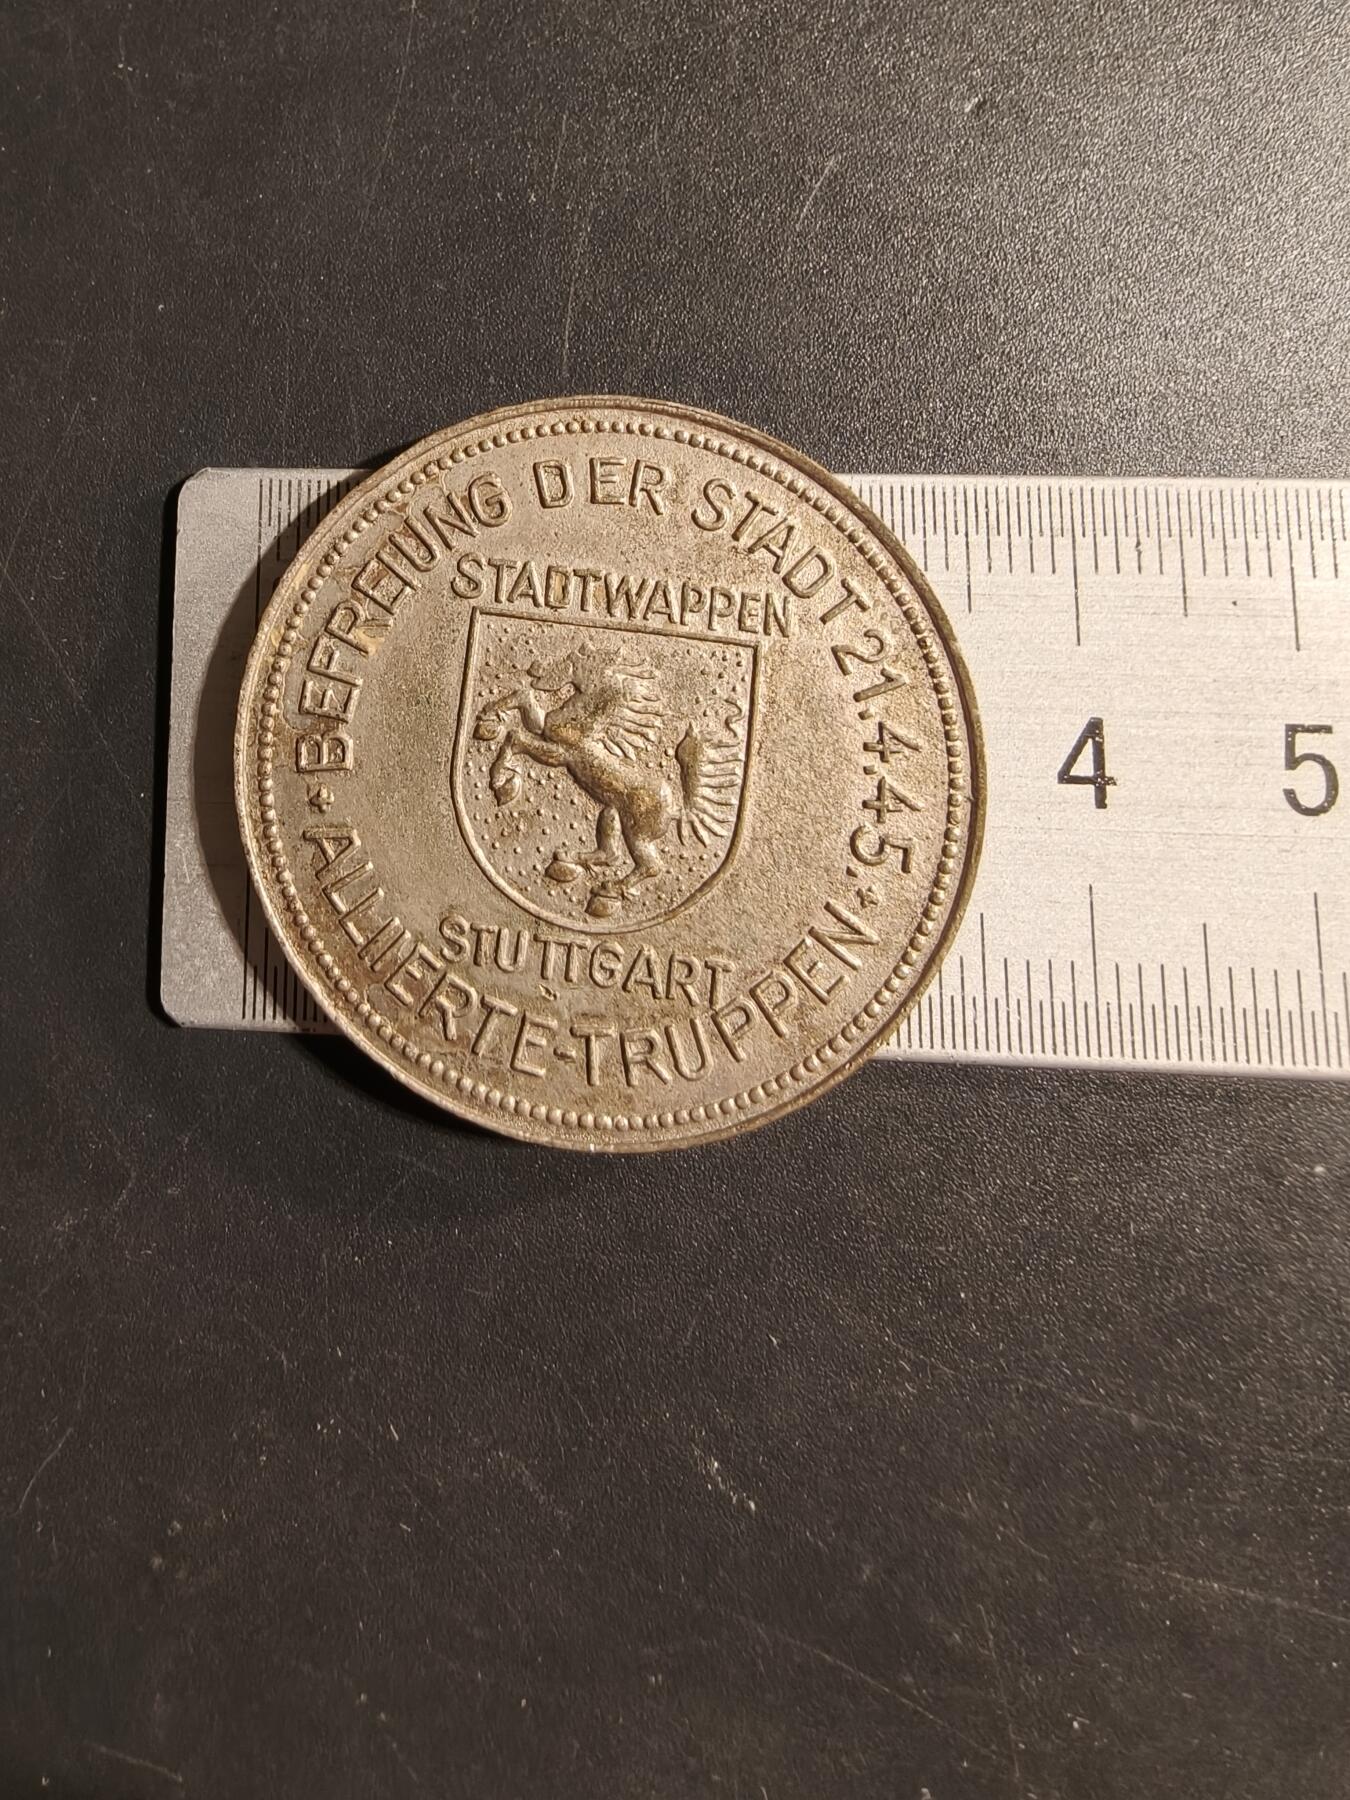 BEFREIUNG DER STADT 21.4.45.
STADTWAPPEN
STUTTGART
ALLIIERTE-TRUPPEN
4
5